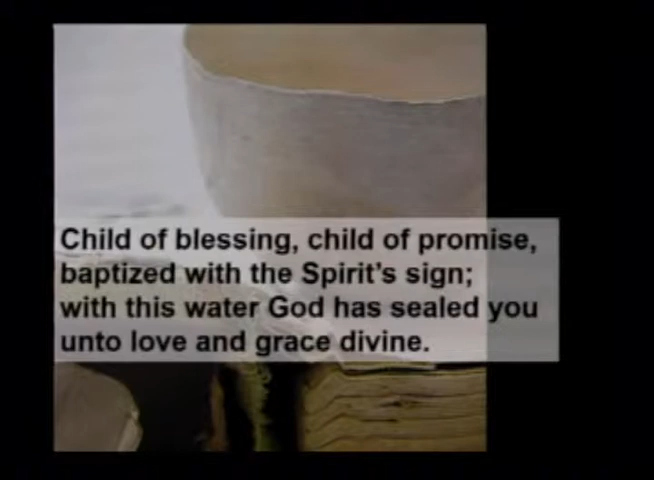 Child of blessing, child of promise,
baptized with the Spirit's sign;
with this water God has sealed you
unto love and grace divine.